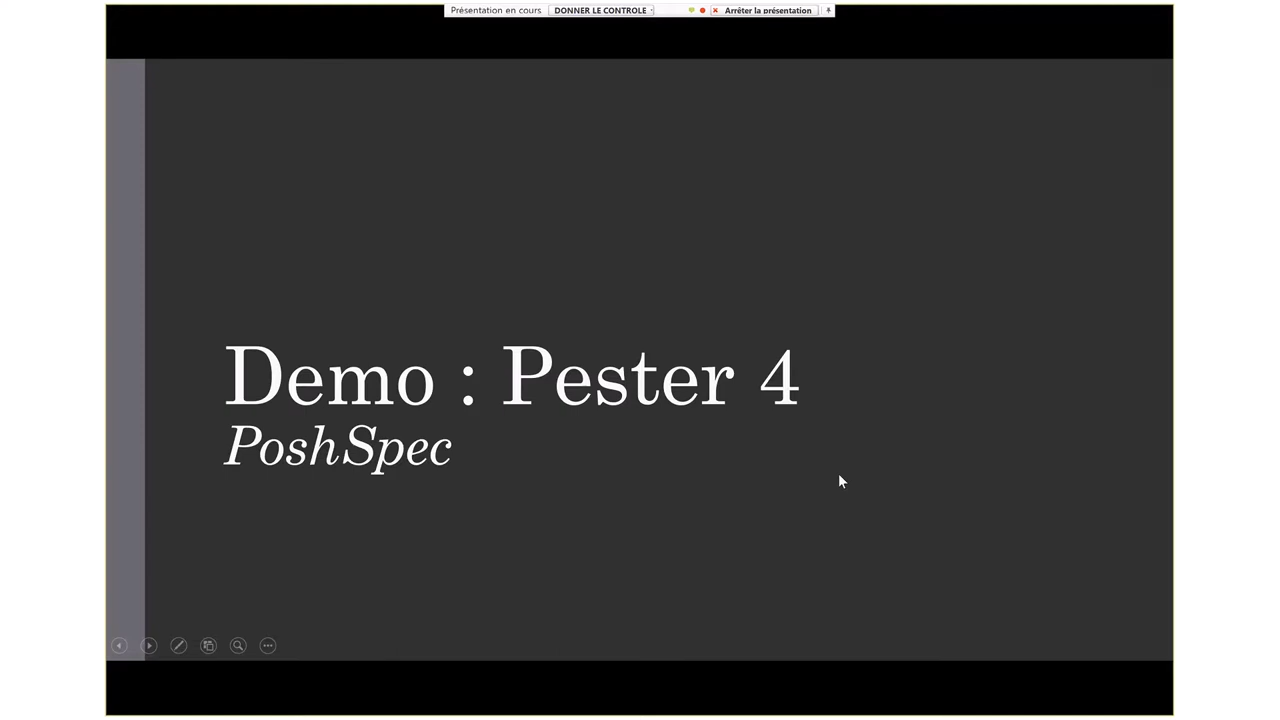 Présentation en cours DONNER LE CONTROLE Arrêter la présentation
Demo : Pester 4
PoshSpec